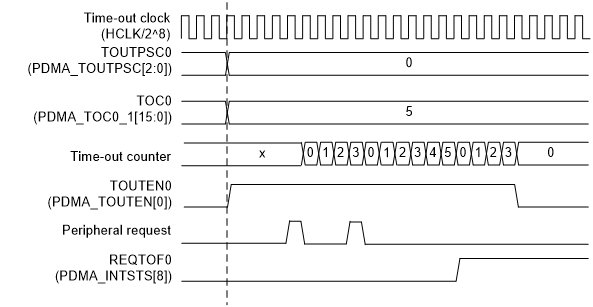 Time-out clock
(HCLK/2^8)
TOUTPSC0
(PDMA_TOUTPSC[2:0])
0
TOC0
(PDMA_TOC0_1[15:0])
5
Time-out counter
x 0 1 2 3 0 1 2 3 4 5 0 1 2 3 0
TOUTEN0
(PDMA_TOUTEN[0])
Peripheral request
REQTOF0
(PDMA_INTSTS[8])